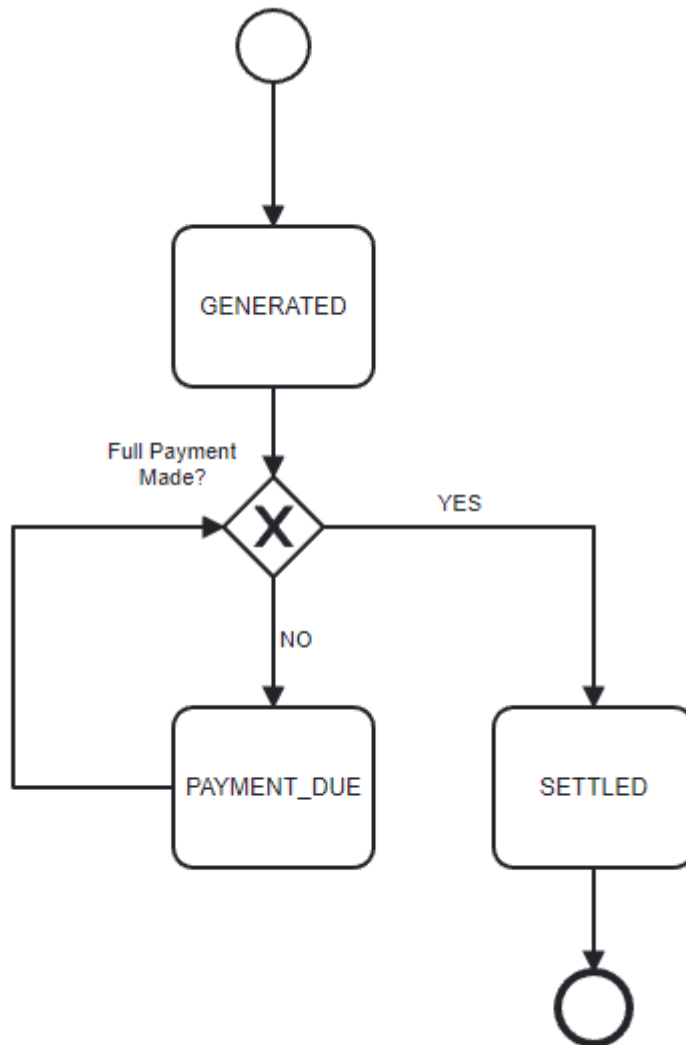 GENERATED
Full Payment
Made?
YES
NO
PAYMENT_DUE
SETTLED